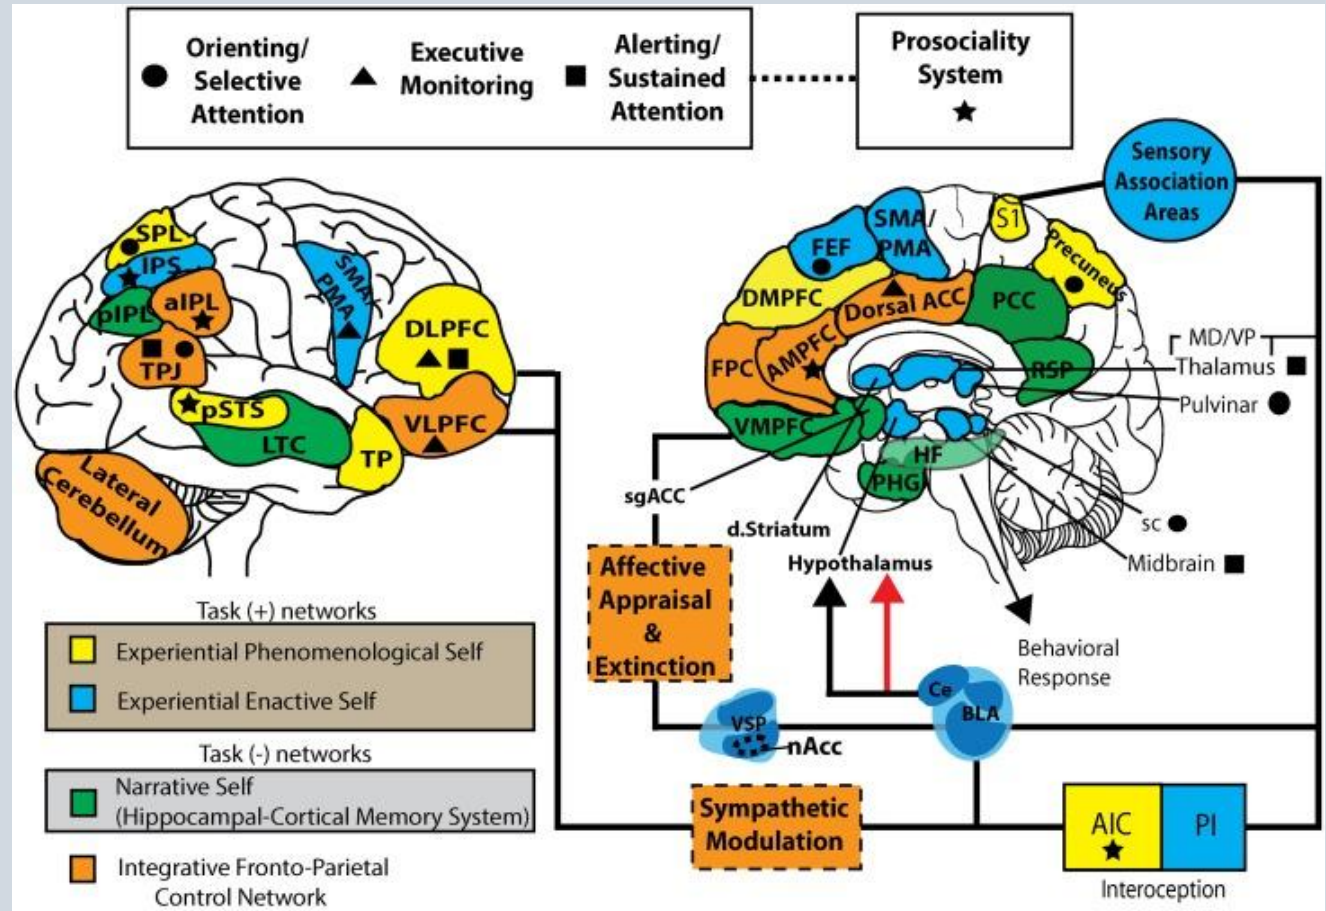 Orienting/
Selective
Attention
Executive
Monitoring
Alerting/
Sustained
Attention
Prosociality
System
Sensory
Association
Areas
SPL
IPS
pIPL
aIPL
TPJ
pSTS
LTC
TP
SMA/
PMA
DLPFC
VLPFC
Lateral
Cerebellum
FEF
SMA/
PMA
S1
Precuneus
DMPFC
Dorsal ACC
PCC
FPC
AMPFC
RSP
VMPFC
HF
PHG
MD/VP
Thalamus
Pulvinar
sc
Midbrain
sgACC
d.Striatum
Hypothalamus
Behavioral
Response
Affective
Appraisal
&
Extinction
Ce
BLA
VSP
nAcc
Sympathetic
Modulation
AIC
PI
Interoception
Task (+) networks
Experiential Phenomenological Self
Experiential Enactive Self
Task (-) networks
Narrative Self
(Hippocampal-Cortical Memory System)
Integrative Fronto-Parietal
Control Network